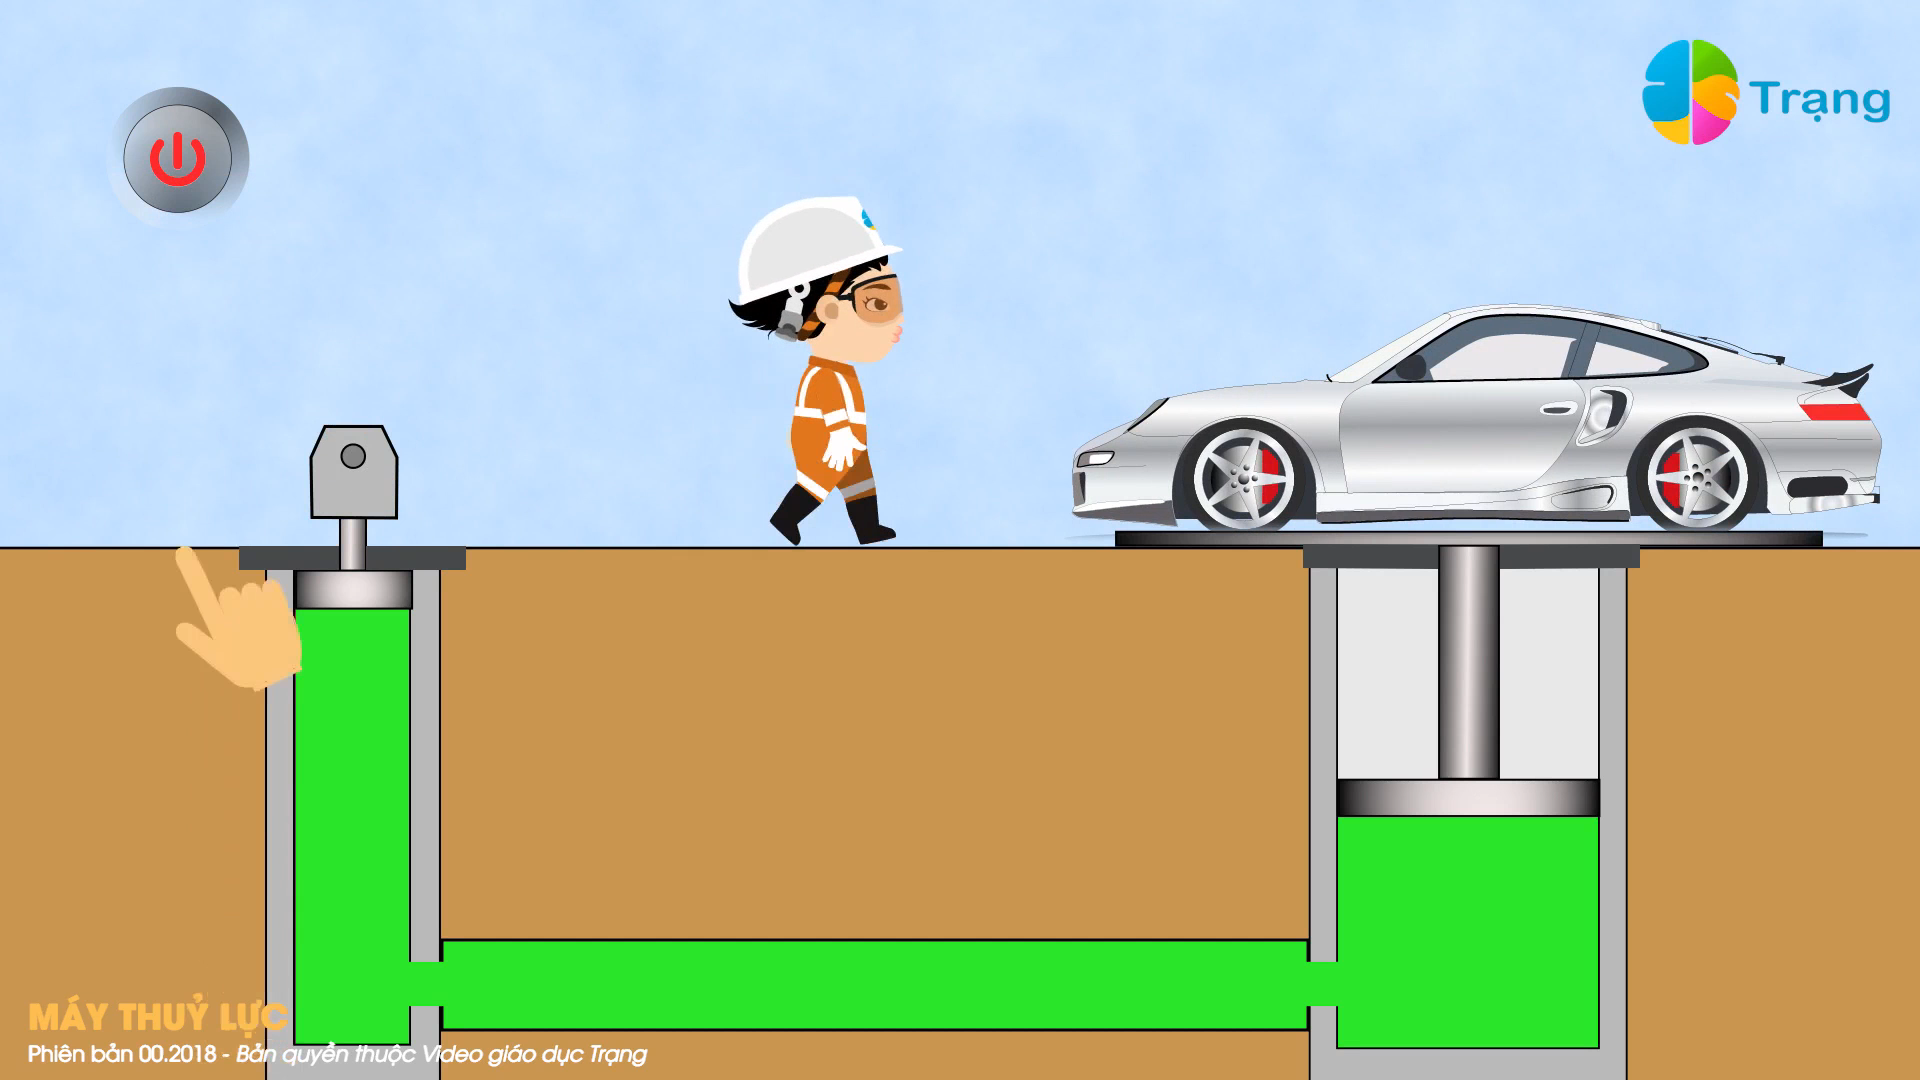 Trạng
MÁY THUỶ LỰC
Phiên bản 00.2018 - Bản quyền thuộc Video giáo dục Trạng